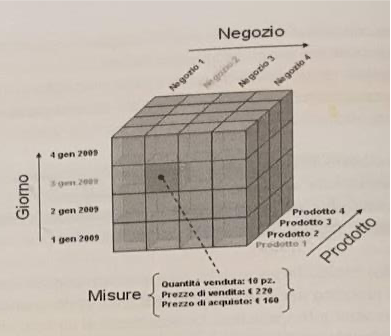 Negozio
Negozio 1
Negozio 2
Negozio 3
Negozio 4
Giorno
4 gen 2009
3 gen 2009
2 gen 2009
1 gen 2009
Prodotto 4
Prodotto 3
Prodotto 2
Prodotto 1
Prodotto
Misure
Quantità venduta: 10 pz.
Prezzo di vendita: € 220
Prezzo di acquisto: € 160